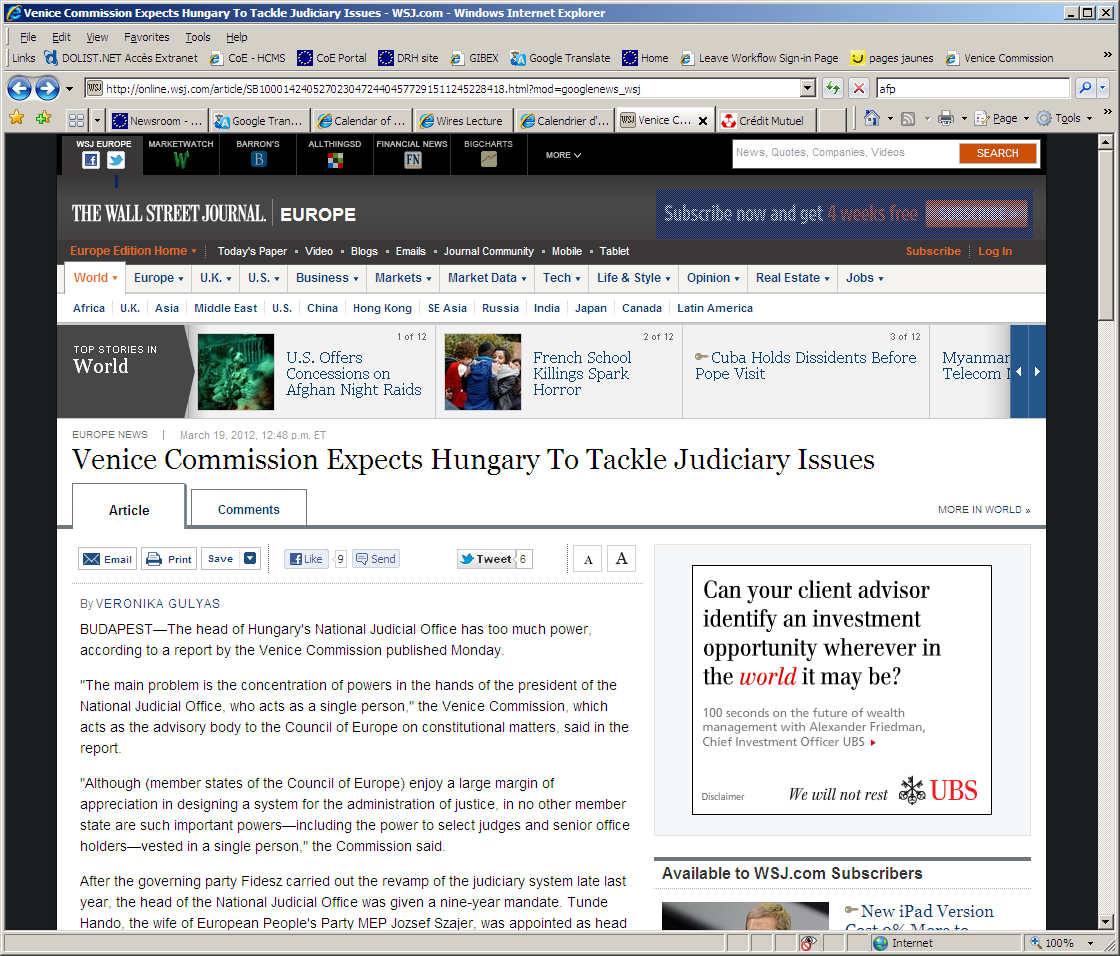 Venice Commission Expects Hungary To Tackle Judiciary Issues - WSJ.com - Windows Internet Explorer
File Edit View Favorites Tools Help
Links DOLIST.NET Accès Extranet CoE - HCMS CoE Portal DRH site GIBEX Google Translate Home Leave Workflow Sign-in Page pages jaunes Venice Commission
http://online.wsj.com/article/SB10001424052702304724404577291511245228418.html?mod=googlenews_wsj afp
Newsroom - ... Google Tran... Calendar of ... Wires Lecture Calendrier d'... Venice C... Crédit Mutuel Page Tools
WSJ EUROPE MARKETWATCH BARRON'S ALLTHINGSD FINANCIAL NEWS BIGCHARTS MORE
W B FN
News, Quotes, Companies, Videos SEARCH
THE WALL STREET JOURNAL. EUROPE
Subscribe now and get 4 weeks free
Europe Edition Home Today's Paper Video Blogs Emails Journal Community Mobile Tablet Subscribe Log In
World Europe U.K. U.S. Business Markets Market Data Tech Life & Style Opinion Real Estate Jobs
Africa U.K. Asia Middle East U.S. China Hong Kong SE Asia Russia India Japan Canada Latin America
TOP STORIES IN
World
1 of 12
U.S. Offers
Concessions on
Afghan Night Raids
2 of 12
French School
Killings Spark
Horror
3 of 12
Cuba Holds Dissidents Before
Pope Visit
Myanmar
Telecom
EUROPE NEWS | March 19, 2012, 12:48 p.m. ET
Venice Commission Expects Hungary To Tackle Judiciary Issues
Article Comments MORE IN WORLD »
Email Print Save Like 9 Send Tweet 6 A A
By VERONIKA GULYAS
BUDAPEST—The head of Hungary's National Judicial Office has too much power,
according to a report by the Venice Commission published Monday.
"The main problem is the concentration of powers in the hands of the president of the
National Judicial Office, who acts as a single person," the Venice Commission, which
acts as the advisory body to the Council of Europe on constitutional matters, said in the
report.
"Although (member states of the Council of Europe) enjoy a large margin of
appreciation in designing a system for the administration of justice, in no other member
state are such important powers—including the power to select judges and senior office
holders—vested in a single person," the Commission said.
After the governing party Fidesz carried out the revamp of the judiciary system late last
year, the head of the National Judicial Office was given a nine-year mandate. Tunde
Hando, the wife of European People's Party MEP Jozsef Szajer, was appointed as head
Can your client advisor
identify an investment
opportunity wherever in
the world it may be?
100 seconds on the future of wealth
management with Alexander Friedman,
Chief Investment Officer UBS
Disclaimer We will not rest UBS
Available to WSJ.com Subscribers
New iPad Version
Cost 9% More to
Internet 100%